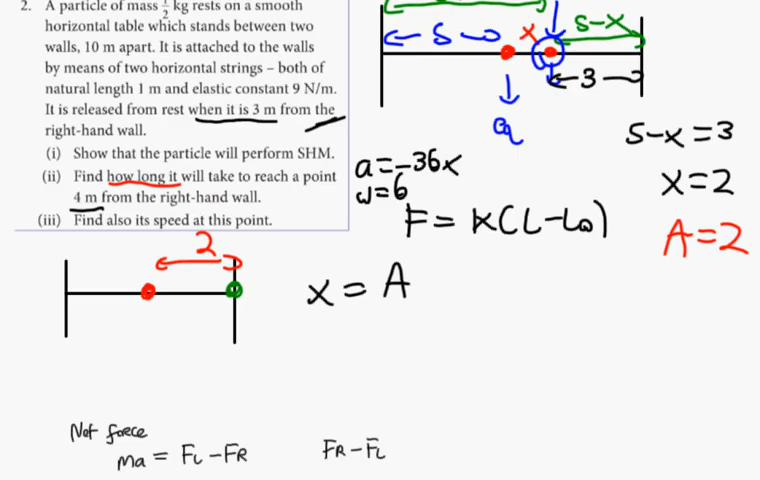 2. A particle of mass 1/2 kg rests on a smooth
horizontal table which stands between two
walls, 10 m apart. It is attached to the walls
by means of two horizontal strings – both of
natural length 1 m and elastic constant 9 N/m.
It is released from rest when it is 3 m from the
right-hand wall.
(i) Show that the particle will perform SHM.
(ii) Find how long it will take to reach a point
4 m from the right-hand wall.
(iii) Find also its speed at this point.
5
x
5-x
3
Eq
5-x=3
x=2
A=2
a=-36x
ω=6
F=K(L-L0)
2
x=A
Net force
ma = FL-FR
FR-FL